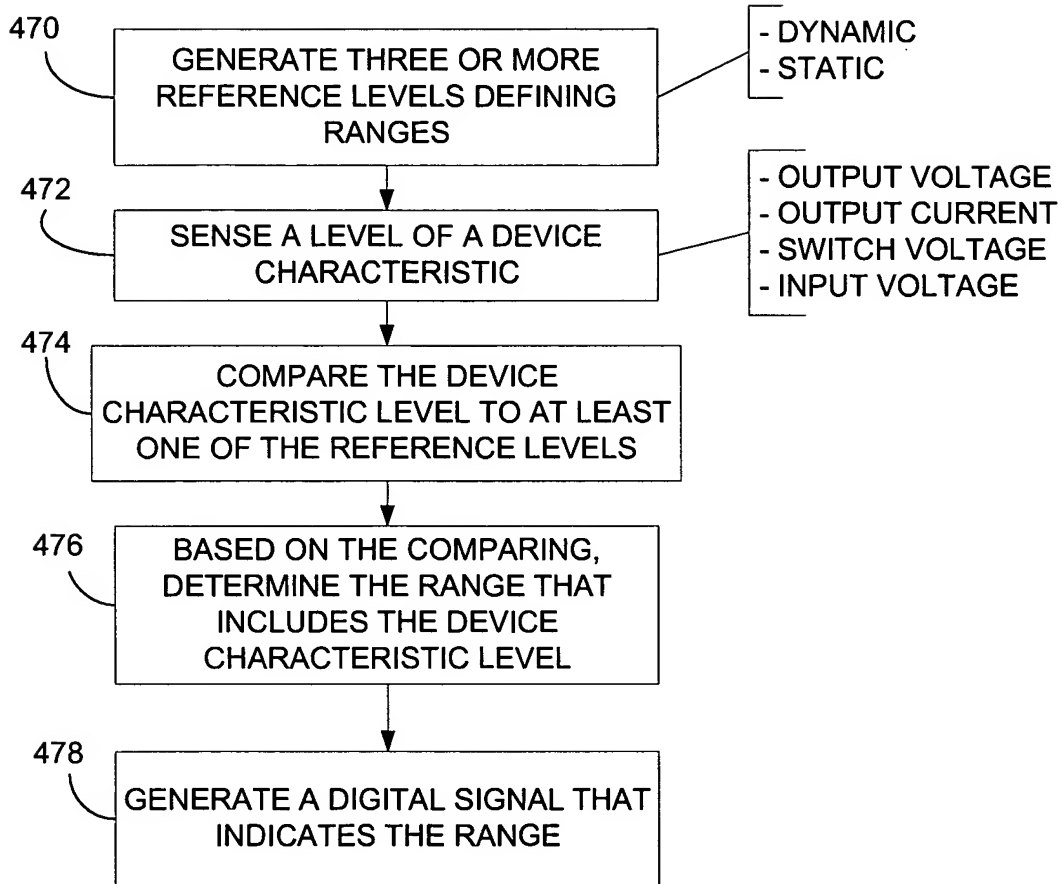 470
GENERATE THREE OR MORE
REFERENCE LEVELS DEFINING
RANGES
- DYNAMIC
- STATIC
472
SENSE A LEVEL OF A DEVICE
CHARACTERISTIC
- OUTPUT VOLTAGE
- OUTPUT CURRENT
- SWITCH VOLTAGE
- INPUT VOLTAGE
474
COMPARE THE DEVICE
CHARACTERISTIC LEVEL TO AT LEAST
ONE OF THE REFERENCE LEVELS
476
BASED ON THE COMPARING,
DETERMINE THE RANGE THAT
INCLUDES THE DEVICE
CHARACTERISTIC LEVEL
478
GENERATE A DIGITAL SIGNAL THAT
INDICATES THE RANGE